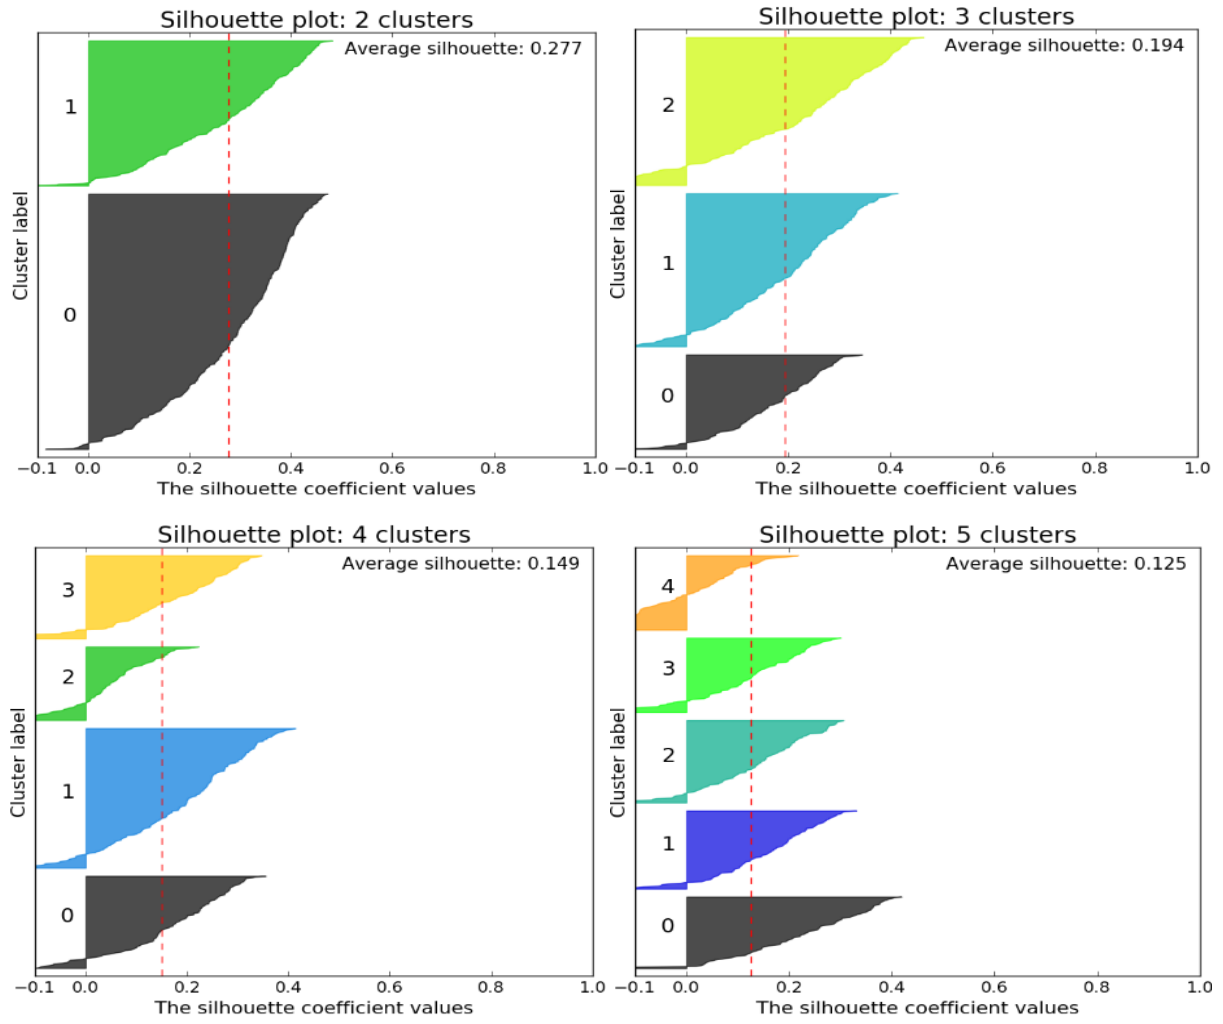 Silhouette plot: 2 clusters
Average silhouette: 0.277
1
0
Cluster label
−0.1 0.0 0.2 0.4 0.6 0.8 1.0
The silhouette coefficient values
Silhouette plot: 3 clusters
Average silhouette: 0.194
2
1
0
Cluster label
−0.1 0.0 0.2 0.4 0.6 0.8 1.0
The silhouette coefficient values
Silhouette plot: 4 clusters
Average silhouette: 0.149
3
2
1
0
Cluster label
−0.1 0.0 0.2 0.4 0.6 0.8 1.0
The silhouette coefficient values
Silhouette plot: 5 clusters
Average silhouette: 0.125
4
3
2
1
0
Cluster label
−0.1 0.0 0.2 0.4 0.6 0.8 1.0
The silhouette coefficient values